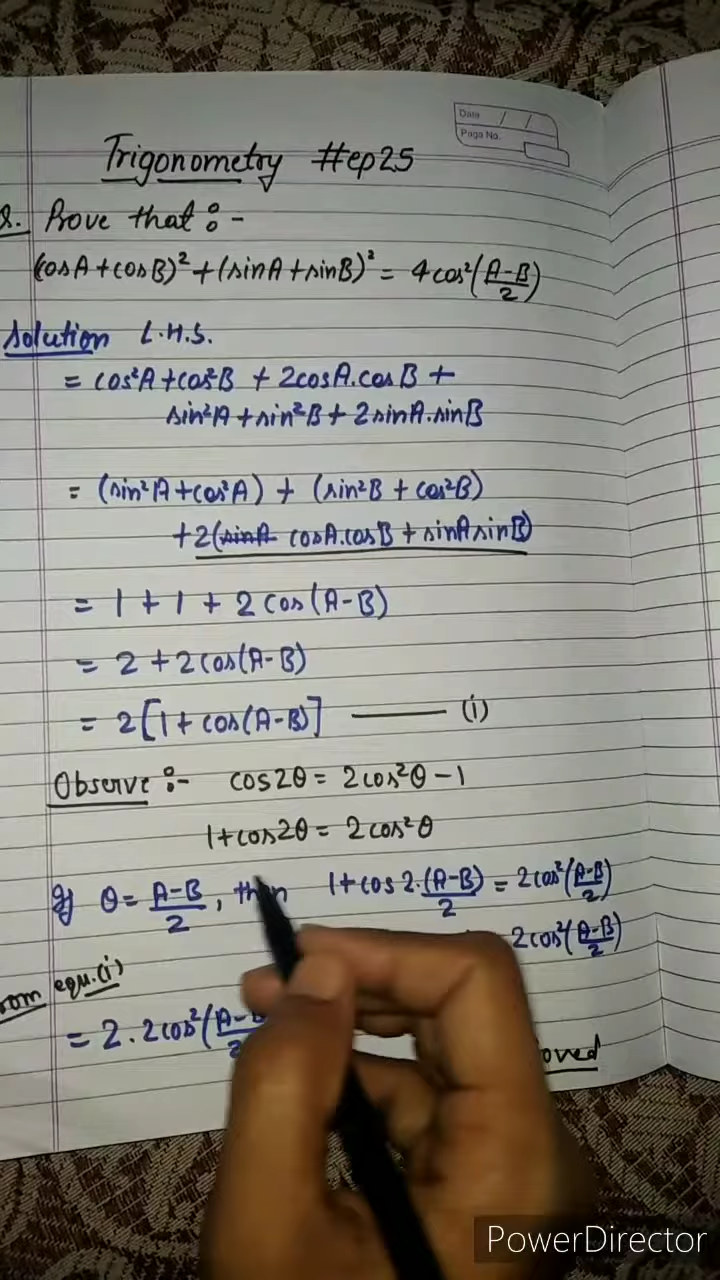 Date / /
Page No.
Trigonometry #ep25
Q. Prove that :-
(cosA + cosB)² + (sinA + sinB)² = 4cos²(A-B/2)
Solution L.H.S.
= cos²A + cos²B + 2cosA.cosB +
sin²A + sin²B + 2sinA.sinB
= (sin²A + cos²A) + (sin²B + cos²B)
+ 2(sinA cosA.cosB + sinA sinB)
= 1 + 1 + 2 cos(A-B)
= 2 + 2cos(A-B)
= 2[1 + cos(A-B)] —— (i)
Observe :- cos2θ = 2cos²θ - 1
1 + cos2θ = 2cos²θ
If θ = A-B/2, then 1 + cos 2.(A-B)/2 = 2cos²(A-B/2)
2cos²(A-B/2)
equ.(i)
= 2.2cos²(A-
PowerDirector